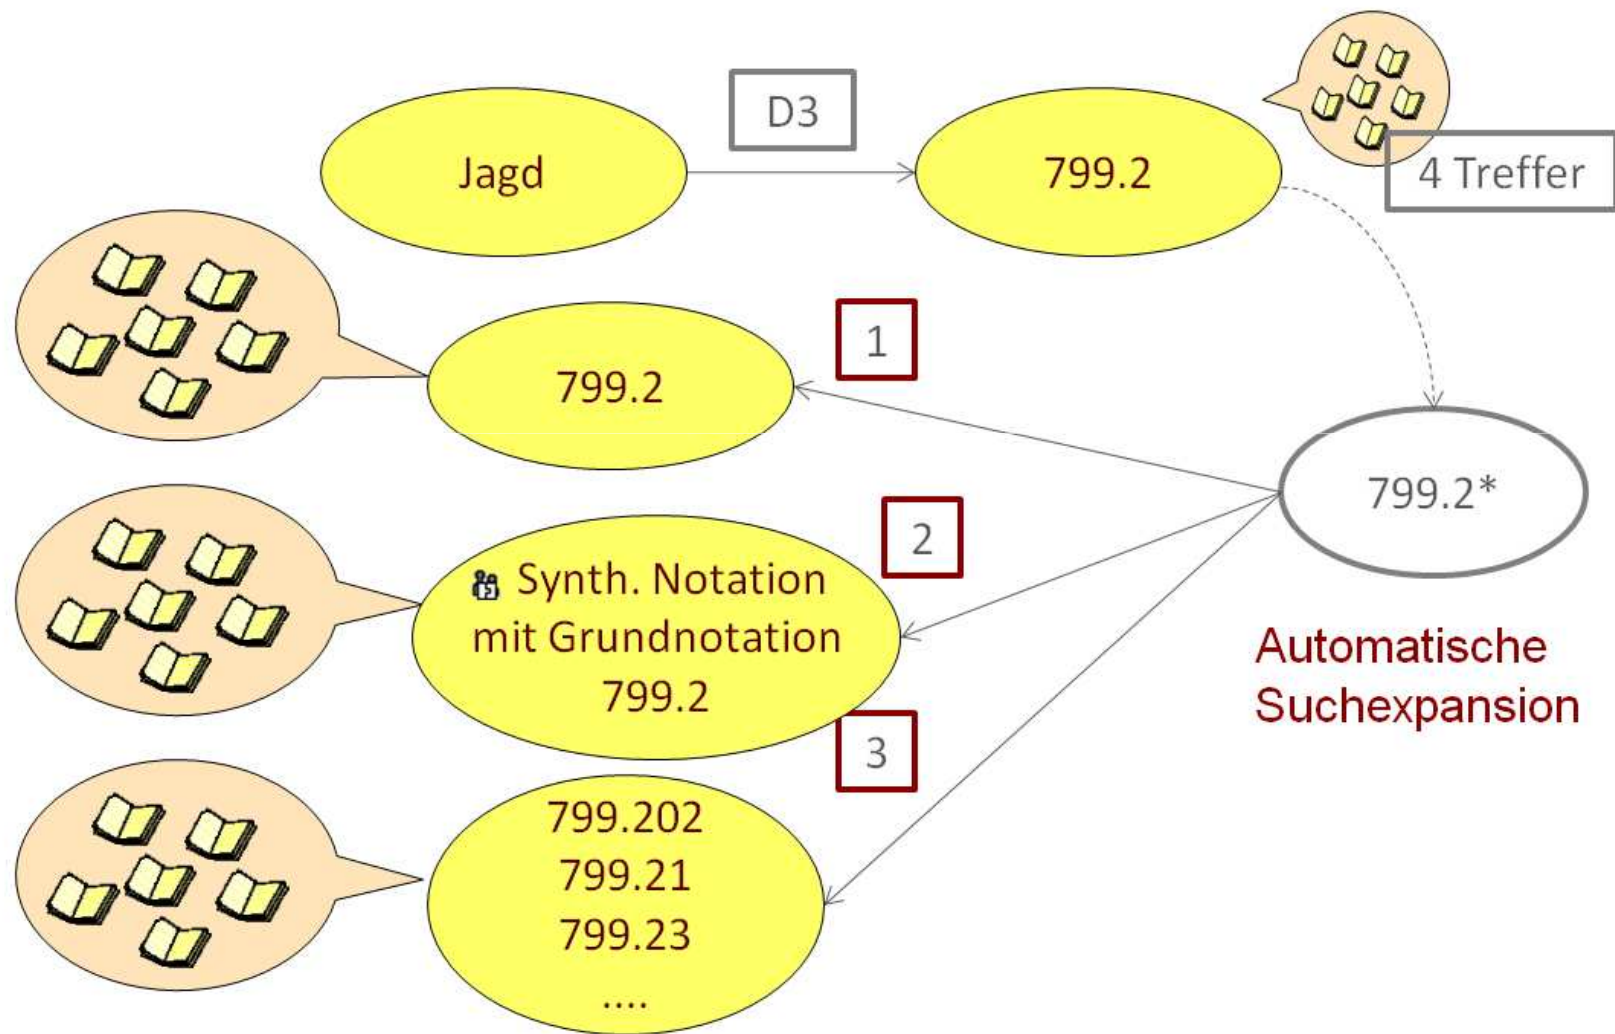 D3
Jagd
799.2
4 Treffer
1
799.2
799.2*
2
Synth. Notation
mit Grundnotation
799.2
Automatische
Suchexpansion
3
799.202
799.21
799.23
....